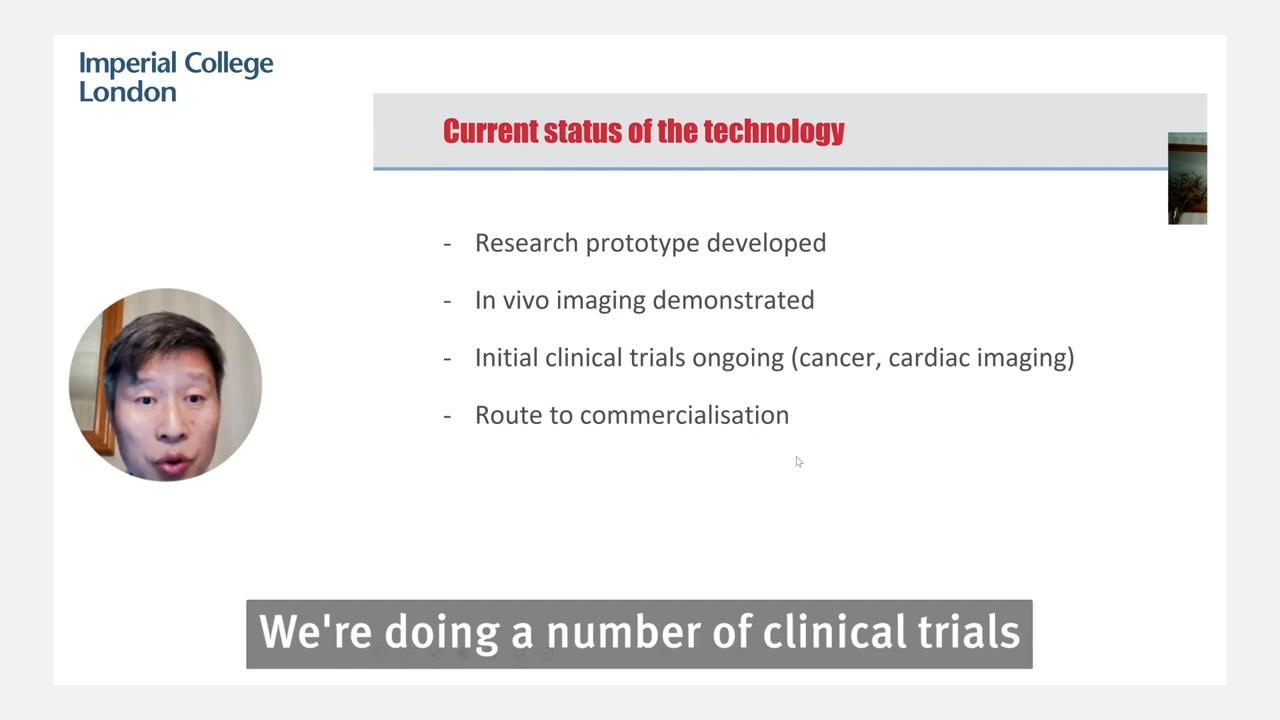 Imperial College
London
Current status of the technology
- Research prototype developed
- In vivo imaging demonstrated
- Initial clinical trials ongoing (cancer, cardiac imaging)
- Route to commercialisation
We're doing a number of clinical trials